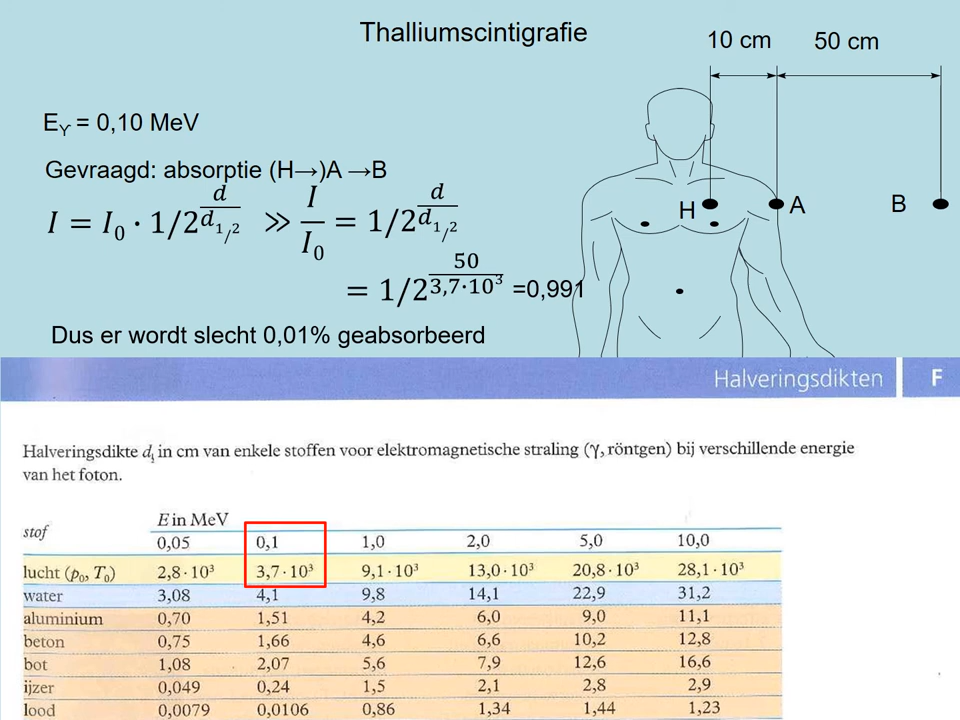 Thalliumscintigrafie
10 cm 50 cm
Eγ = 0,10 MeV
Gevraagd: absorptie (H→)A →B
I = I₀ · 1/2^(d/d₁/₂) ≫ I/I₀ = 1/2^(d/d₁/₂)
= 1/2^(50/3,7·10³) =0,991
H A B
Dus er wordt slecht 0,01% geabsorbeerd
Halveringsdikten F
Halveringsdikte d½ in cm van enkele stoffen voor elektromagnetische straling (γ, röntgen) bij verschillende energie
van het foton.
stof E in MeV
0,05 0,1 1,0 2,0 5,0 10,0
lucht (p₀, T₀) 2,8 · 10³ 3,7 · 10³ 9,1 · 10³ 13,0 · 10³ 20,8 · 10³ 28,1 · 10³
water 3,08 4,1 9,8 14,1 22,9 31,2
aluminium 0,70 1,51 4,2 6,0 9,0 11,1
beton 0,75 1,66 4,6 6,6 10,2 12,8
bot 1,08 2,07 5,6 7,9 12,6 16,6
ijzer 0,049 0,24 1,5 2,1 2,8 2,9
lood 0,0079 0,0106 0,86 1,34 1,44 1,23